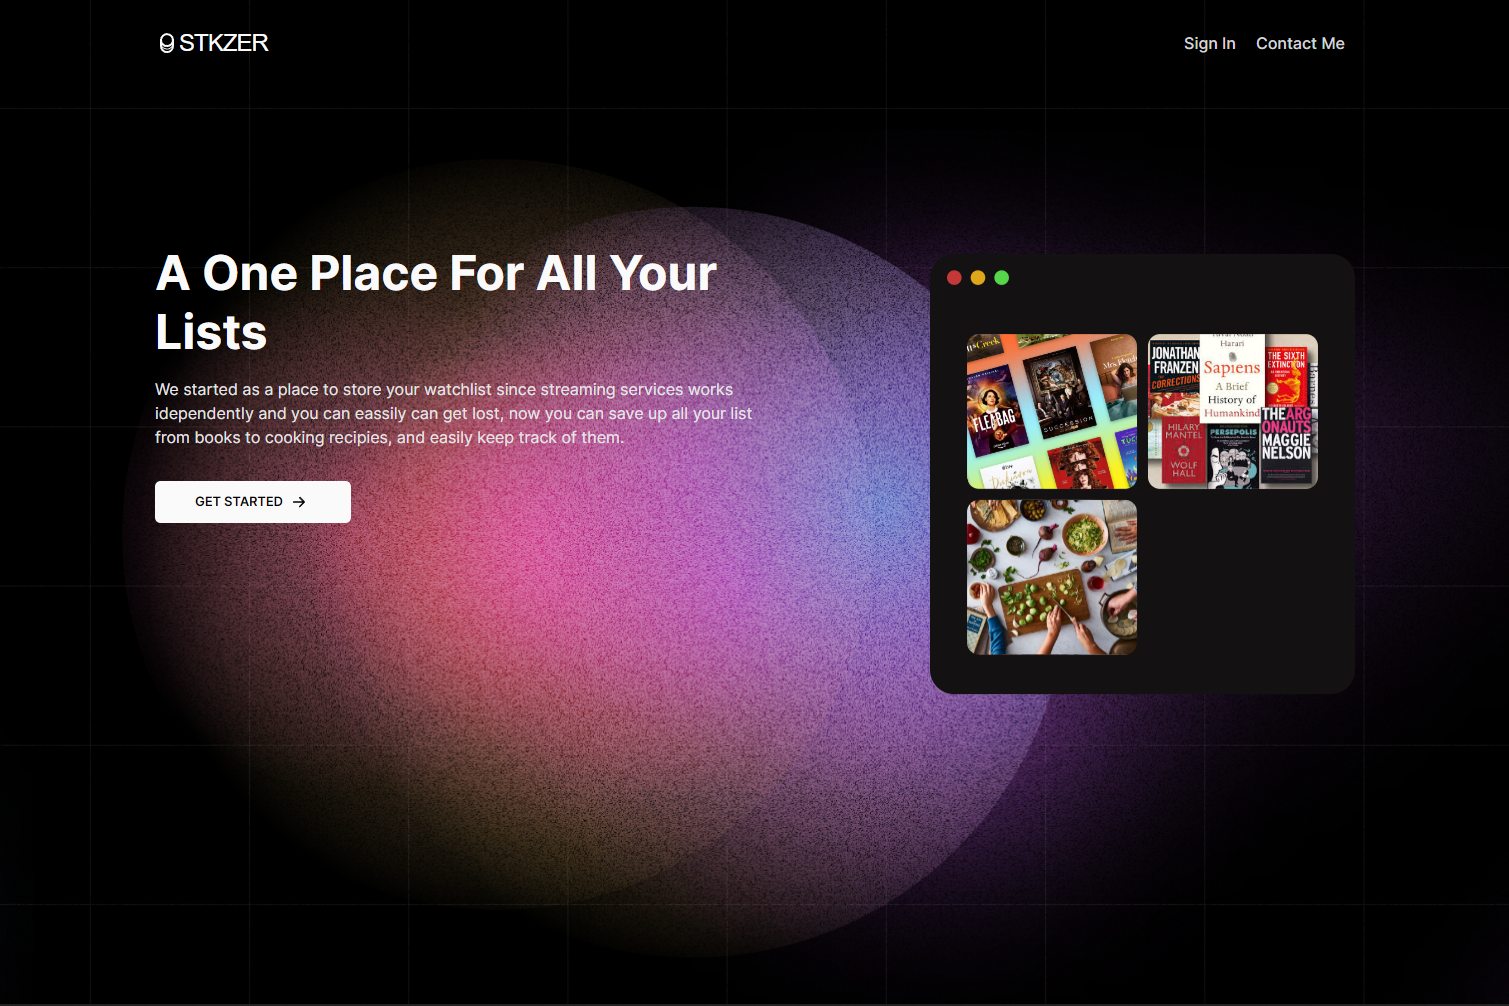 STKZER
Sign In
Contact Me
A One Place For All Your
Lists
We started as a place to store your watchlist since streaming services works
idependently and you can eassily can get lost, now you can save up all your list
from books to cooking recipies, and easily keep track of them.
GET STARTED
FLEABAG
SUCCESSION
JONATHAN
FRANZEN
CORRECTIONS
Harari
Sapiens
A Brief
History of
Humankind
THE SIXTH
EXTINCTION
HILARY
MANTEL
WOLF
HALL
PERSEPOLIS
THE ARG
ONAUTS
MAGGIE
NELSON